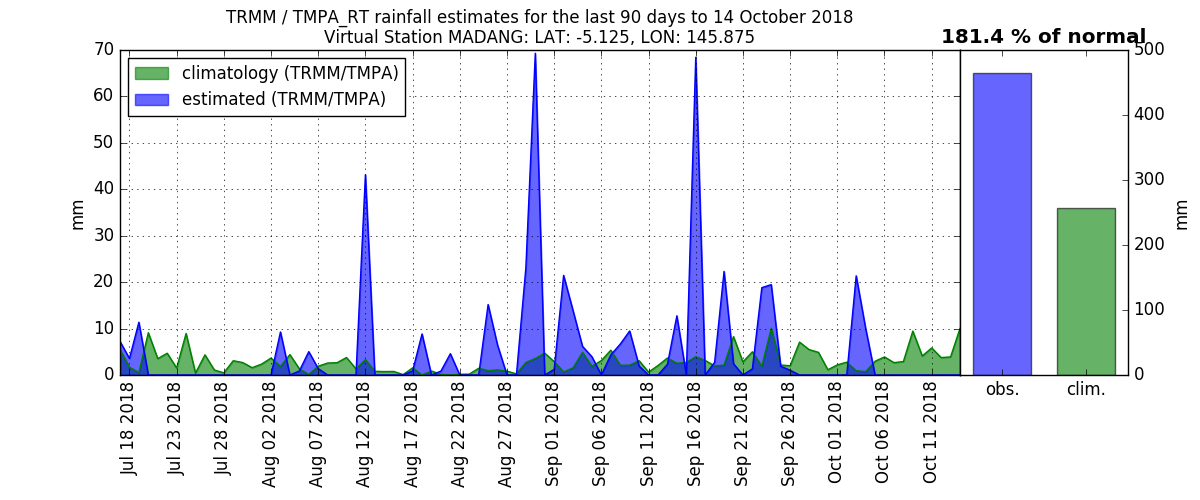 TRMM / TMPA_RT rainfall estimates for the last 90 days to 14 October 2018
Virtual Station MADANG: LAT: -5.125, LON: 145.875
181.4 % of normal
climatology (TRMM/TMPA)
estimated (TRMM/TMPA)
mm
70
60
50
40
30
20
10
0
Jul 18 2018
Jul 23 2018
Jul 28 2018
Aug 02 2018
Aug 07 2018
Aug 12 2018
Aug 17 2018
Aug 22 2018
Aug 27 2018
Sep 01 2018
Sep 06 2018
Sep 11 2018
Sep 16 2018
Sep 21 2018
Sep 26 2018
Oct 01 2018
Oct 06 2018
Oct 11 2018
500
400
300
200
100
0
mm
obs.
clim.